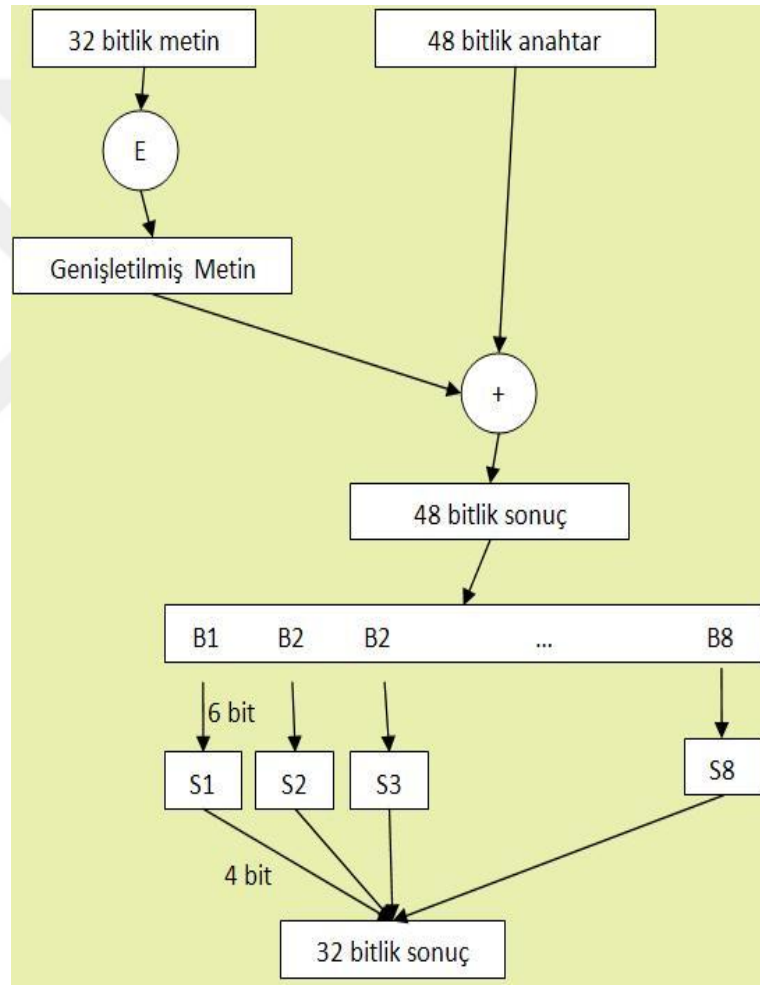 32 bitlik metin
48 bitlik anahtar
E
Genişletilmiş Metin
+
48 bitlik sonuç
B1 B2 B2 ... B8
6 bit
S1 S2 S3 S8
4 bit
32 bitlik sonuç